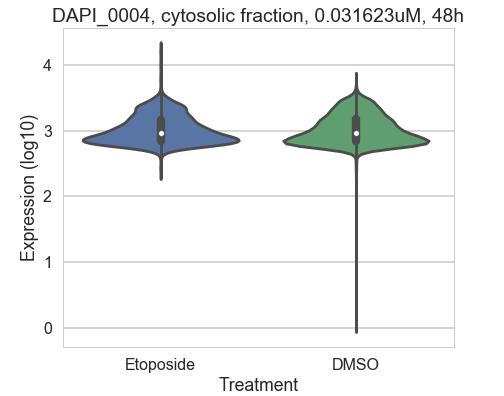 DAPI_0004, cytosolic fraction, 0.031623uM, 48h
Expression (log10)
4
3
2
1
0
Etoposide DMSO
Treatment